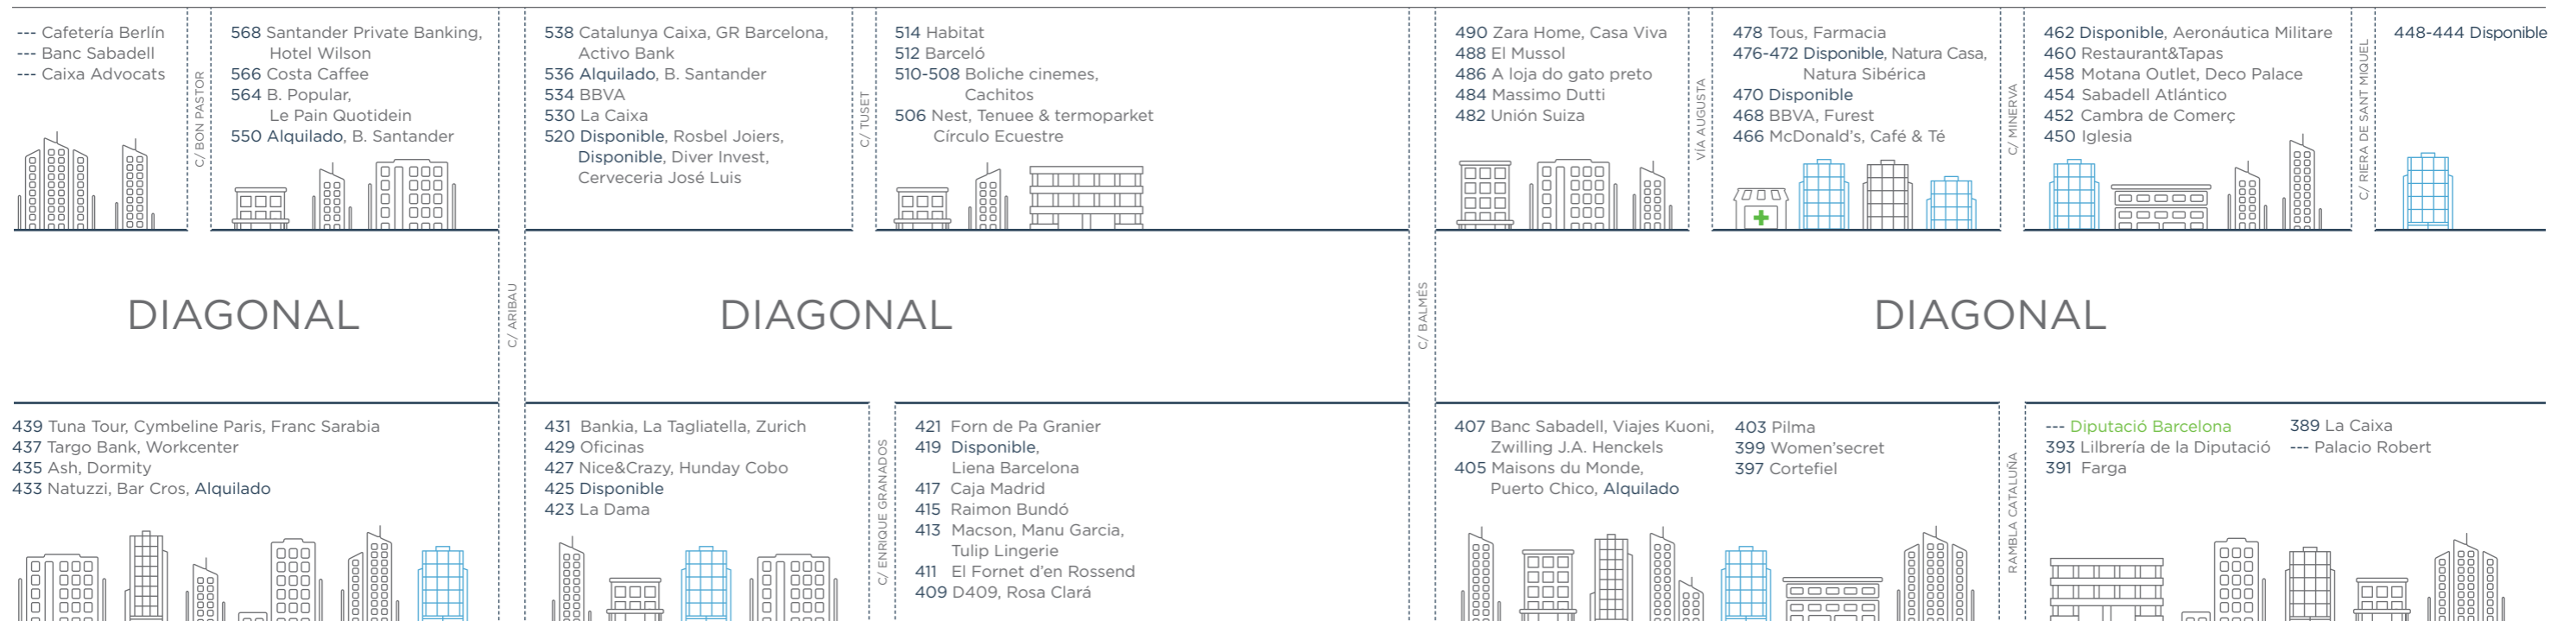 --- Cafetería Berlín
--- Banc Sabadell
--- Caixa Advocats
C/ BON PASTOR
568 Santander Private Banking,
Hotel Wilson
566 Costa Caffee
564 B. Popular,
Le Pain Quotidein
550 Alquilado, B. Santander
538 Catalunya Caixa, GR Barcelona,
Activo Bank
536 Alquilado, B. Santander
534 BBVA
530 La Caixa
520 Disponible, Rosbel Joiers,
Disponible, Diver Invest,
Cerveceria José Luis
C/ TUSET
514 Habitat
512 Barceló
510-508 Boliche cinemes,
Cachitos
506 Nest, Tenuee & termoparket
Círculo Ecuestre
490 Zara Home, Casa Viva
488 El Mussol
486 A loja do gato preto
484 Massimo Dutti
482 Unión Suiza
VÍA AUGUSTA
478 Tous, Farmacia
476-472 Disponible, Natura Casa,
Natura Sibérica
470 Disponible
468 BBVA, Furest
466 McDonald's, Café & Té
C/ MINERVA
462 Disponible, Aeronáutica Militare
460 Restaurant&Tapas
458 Motana Outlet, Deco Palace
454 Sabadell Atlántico
452 Cambra de Comerç
450 Iglesia
C/ RIERA DE SANT MIQUEL
448-444 Disponible
DIAGONAL
C/ ARIBAU
DIAGONAL
C/ BALMÉS
DIAGONAL
439 Tuna Tour, Cymbeline Paris, Franc Sarabia
437 Targo Bank, Workcenter
435 Ash, Dormity
433 Natuzzi, Bar Cros, Alquilado
431 Bankia, La Tagliatella, Zurich
429 Oficinas
427 Nice&Crazy, Hunday Cobo
425 Disponible
423 La Dama
C/ ENRIQUE GRANADOS
421 Forn de Pa Granier
419 Disponible,
Liena Barcelona
417 Caja Madrid
415 Raimon Bundó
413 Macson, Manu Garcia,
Tulip Lingerie
411 El Fornet d'en Rossend
409 D409, Rosa Clará
407 Banc Sabadell, Viajes Kuoni,
Zwilling J.A. Henckels
405 Maisons du Monde,
Puerto Chico, Alquilado
403 Pilma
399 Women'secret
397 Cortefiel
RAMBLA CATALUÑA
--- Diputació Barcelona
393 Lilbrería de la Diputació
391 Farga
389 La Caixa
--- Palacio Robert